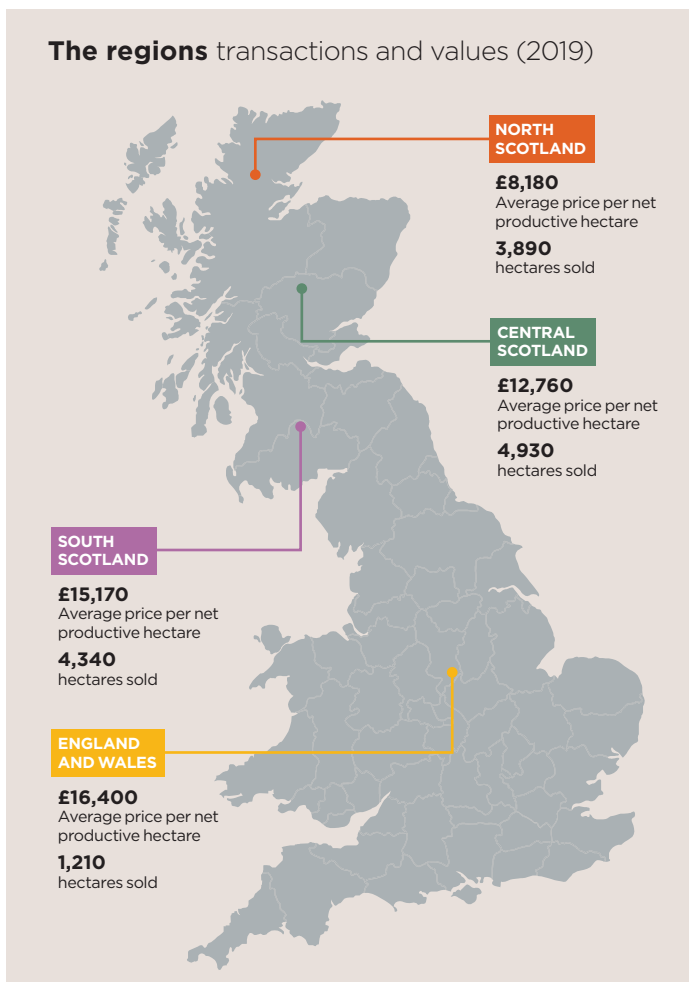 The regions transactions and values (2019)
NORTH
SCOTLAND
£8,180
Average price per net
productive hectare
3,890
hectares sold
CENTRAL
SCOTLAND
£12,760
Average price per net
productive hectare
4,930
hectares sold
SOUTH
SCOTLAND
£15,170
Average price per net
productive hectare
4,340
hectares sold
ENGLAND
AND WALES
£16,400
Average price per net
productive hectare
1,210
hectares sold